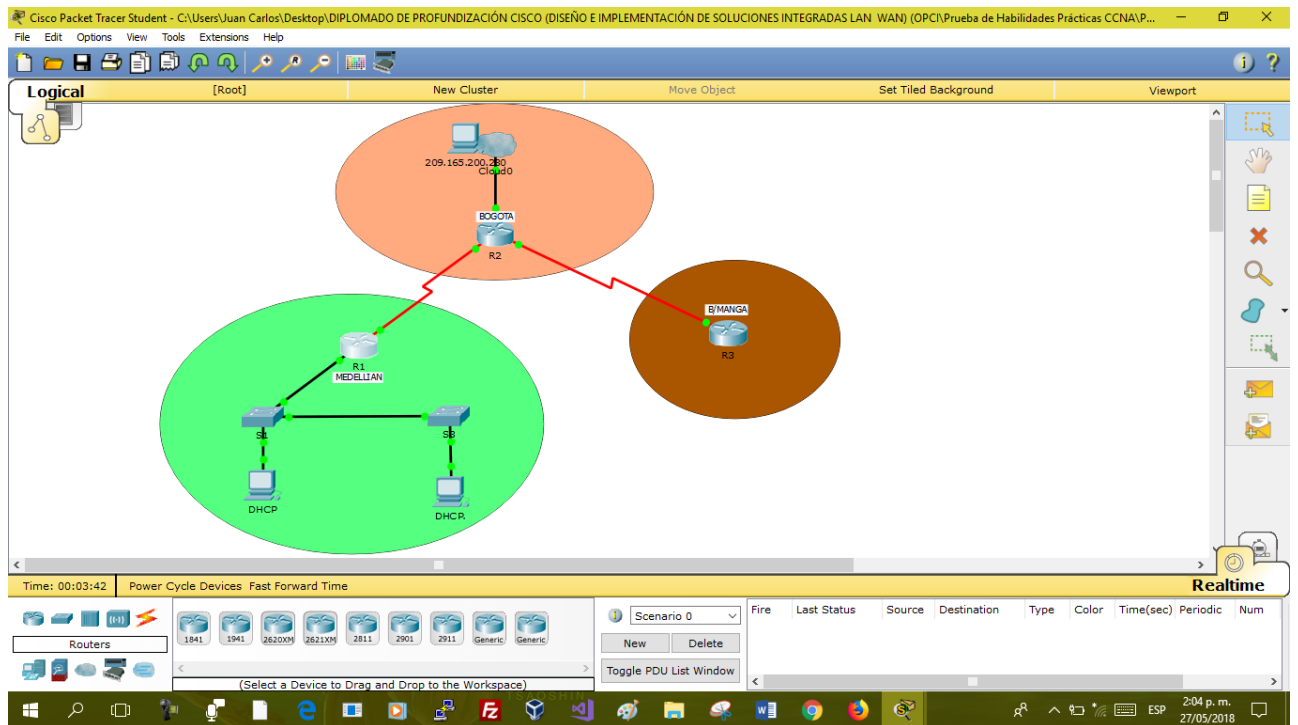 Cisco Packet Tracer Student - C:\Users\Juan Carlos\Desktop\DIPLOMADO DE PROFUNDIZACIÓN CISCO (DISEÑO E IMPLEMENTACIÓN DE SOLUCIONES INTEGRADAS LAN WAN) (OPCI\Prueba de Habilidades Prácticas CCNA\P...
File Edit Options View Tools Extensions Help
Logical [Root] New Cluster Move Object Set Tiled Background Viewport
209.165.200.230
Cloud0
BOGOTA
R2
B/MANGA
R3
R1
MEDELLIAN
S1
S3
DHCP
DHCP.
Time: 00:03:42 Power Cycle Devices Fast Forward Time Realtime
Routers
1841 1941 2620XM 2621XM 2811 2901 2911 Generic Generic
(Select a Device to Drag and Drop to the Workspace)
Scenario 0
New Delete
Toggle PDU List Window
Fire Last Status Source Destination Type Color Time(sec) Periodic Num
ESP
2:04 p. m.
27/05/2018